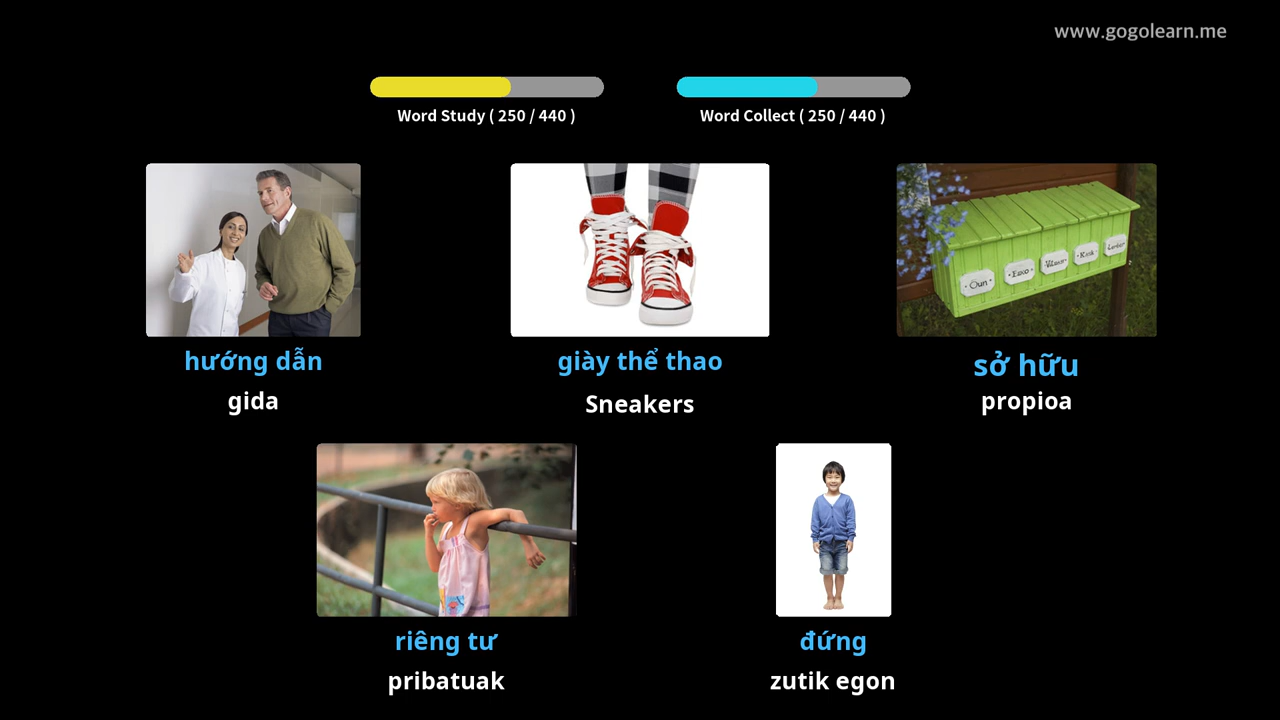 www.gogolearn.me
Word Study ( 250 / 440 )
Word Collect ( 250 / 440 )
hướng dẫn
gida
giày thể thao
Sneakers
Oun
sở hữu
propioa
riêng tư
pribatuak
đứng
zutik egon